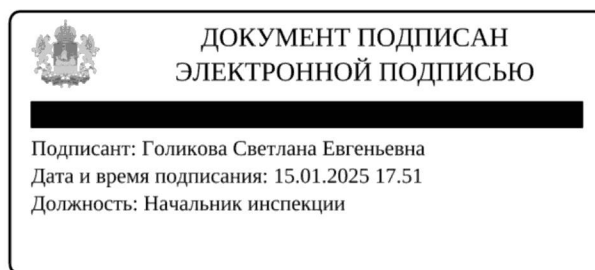 ДОКУМЕНТ ПОДПИСАН
ЭЛЕКТРОННОЙ ПОДПИСЬЮ
Подписант: Голикова Светлана Евгеньевна
Дата и время подписания: 15.01.2025 17.51
Должность: Начальник инспекции